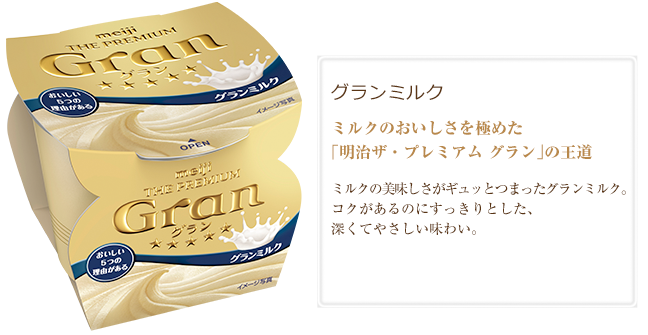 meiji
THE PREMIUM
Gran
グラン
★★★★★
おいしい
5つの
理由がある
グランミルク
イメージ写真
OPEN
meiji
THE PREMIUM
Gran
グラン
★★★★★
おいしい
5つの
理由がある
グランミルク
イメージ写真
グランミルク
ミルクのおいしさを極めた
「明治ザ・プレミアム グラン」の王道
ミルクの美味しさがギュッとつまったグランミルク。
コクがあるのにすっきりとした、
深くてやさしい味わい。